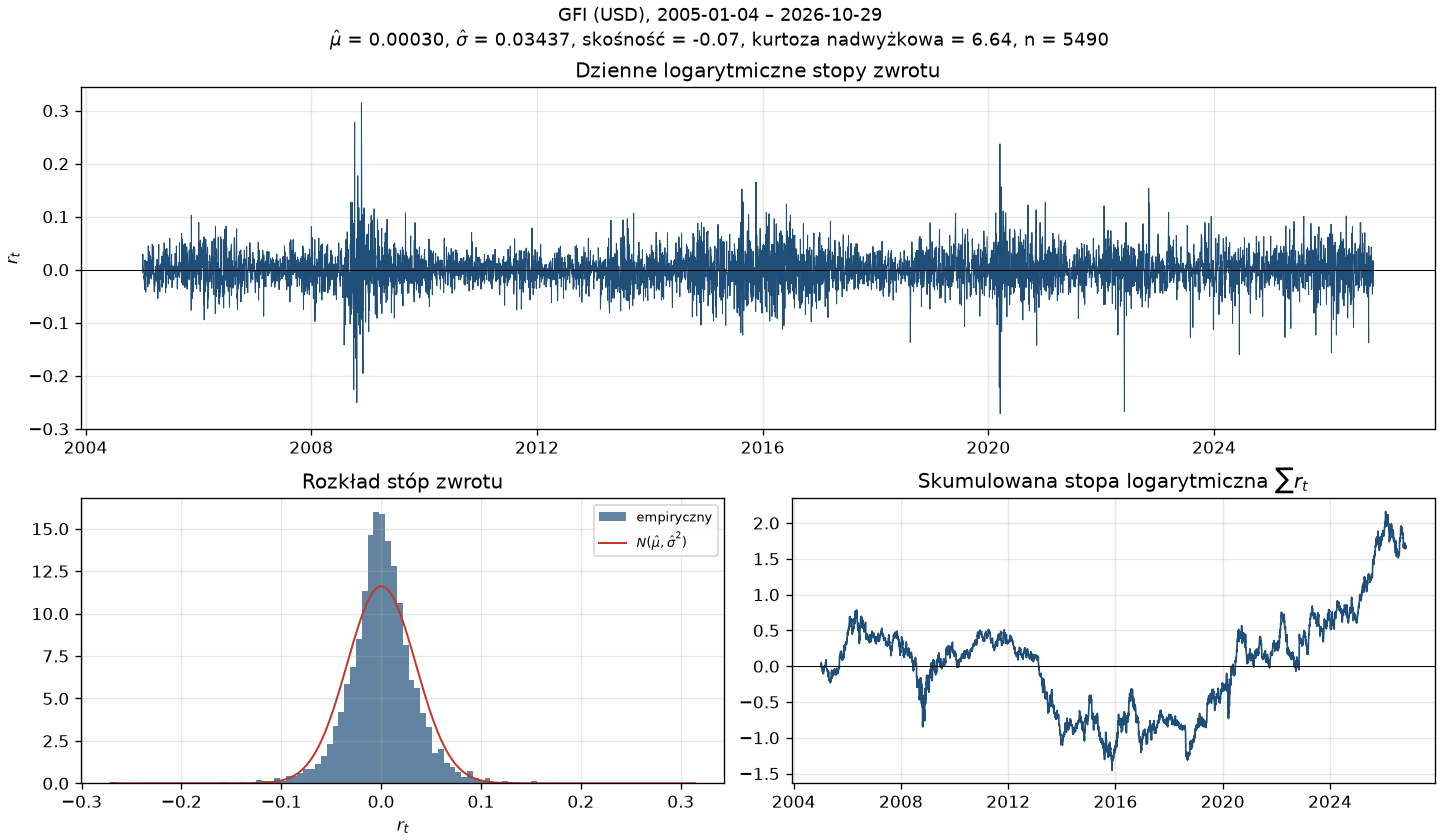 GFI (USD), 2005-01-04 – 2026-10-29
μ̂ = 0.00030, σ̂ = 0.03437, skośność = -0.07, kurtoza nadwyżkowa = 6.64, n = 5490
Dzienne logarytmiczne stopy zwrotu
0.3
0.2
0.1
0.0
−0.1
−0.2
−0.3
r_t
2004 2008 2012 2016 2020 2024
Rozkład stóp zwrotu
15.0
12.5
10.0
7.5
5.0
2.5
0.0
empiryczny
N(μ̂, σ̂²)
−0.3 −0.2 −0.1 0.0 0.1 0.2 0.3
r_t
Skumulowana stopa logarytmiczna ∑r_t
2.0
1.5
1.0
0.5
0.0
−0.5
−1.0
−1.5
2004 2008 2012 2016 2020 2024